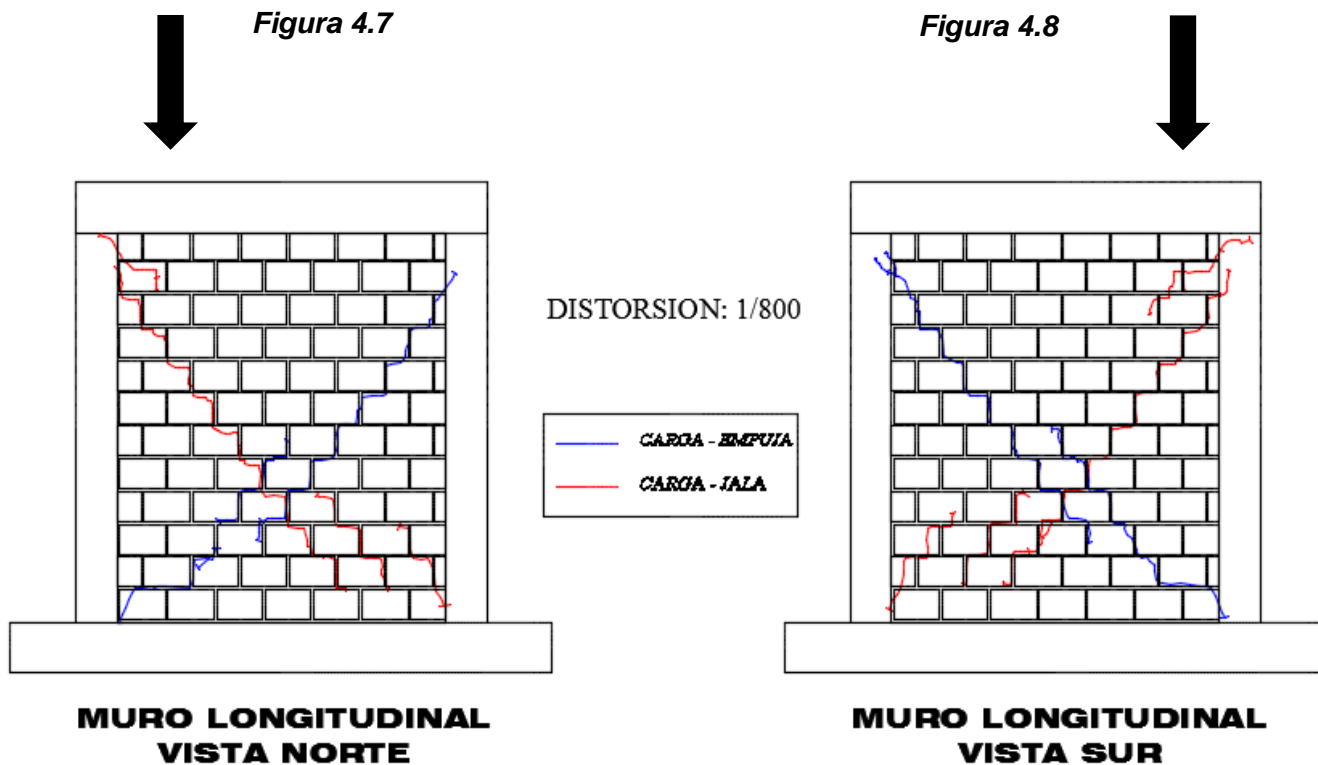 Figura 4.7
Figura 4.8
DISTORSION: 1/800
CARGA - EMPUJA
CARGA - JALA
MURO LONGITUDINAL
VISTA NORTE
MURO LONGITUDINAL
VISTA SUR